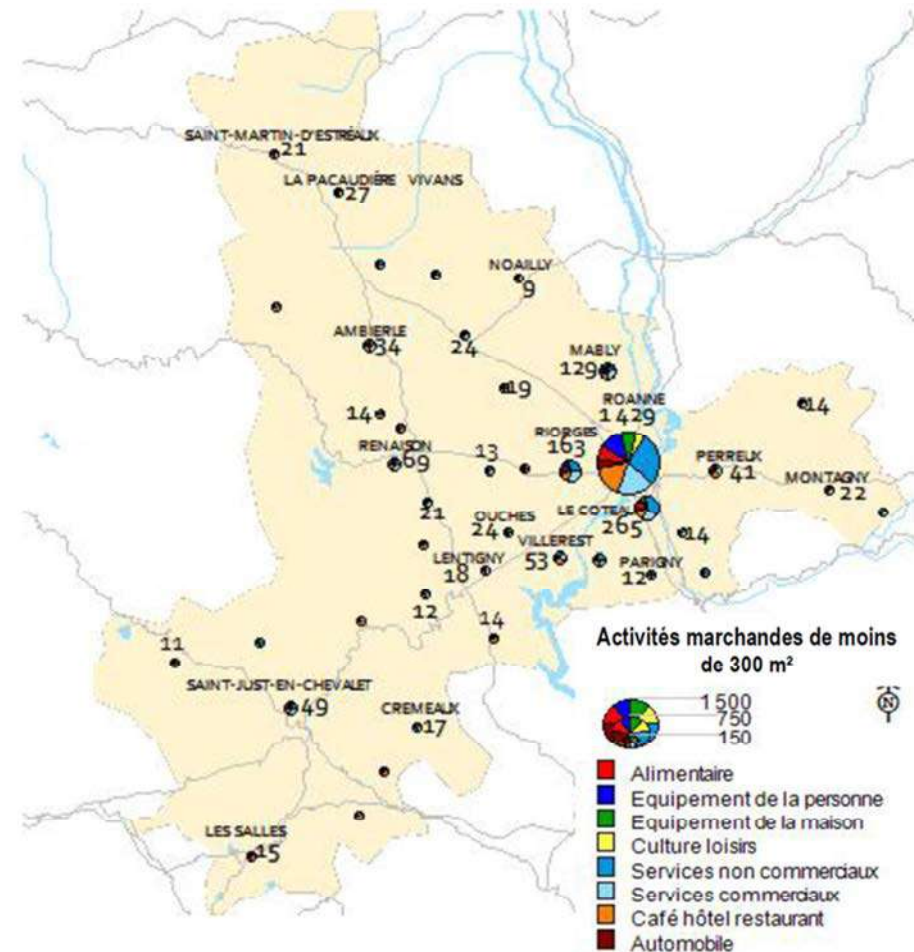 SAINT-MARTIN-D'ESTRÉAUX
21
LA PACAUDIÈRE VIVANS
27
NOAILLY
9
AMBIERLE
34
24
MABLY
129
19
ROANNE
1429
14
14
RIORGES
163
RENAISON
69
13
PERREUX
41
MONTAGNY
22
21
OUCHES
24
LE COTEAU
265
14
VILLEREST
53
LENTIGNY
18
PARIGNY
12
12
14
11
SAINT-JUST-EN-CHEVALET
49
CREMEAUX
17
LES SALLES
15
Activités marchandes de moins
de 300 m²
1 500
750
150
N
Alimentaire
Equipement de la personne
Equipement de la maison
Culture loisirs
Services non commerciaux
Services commerciaux
Café hôtel restaurant
Automobile